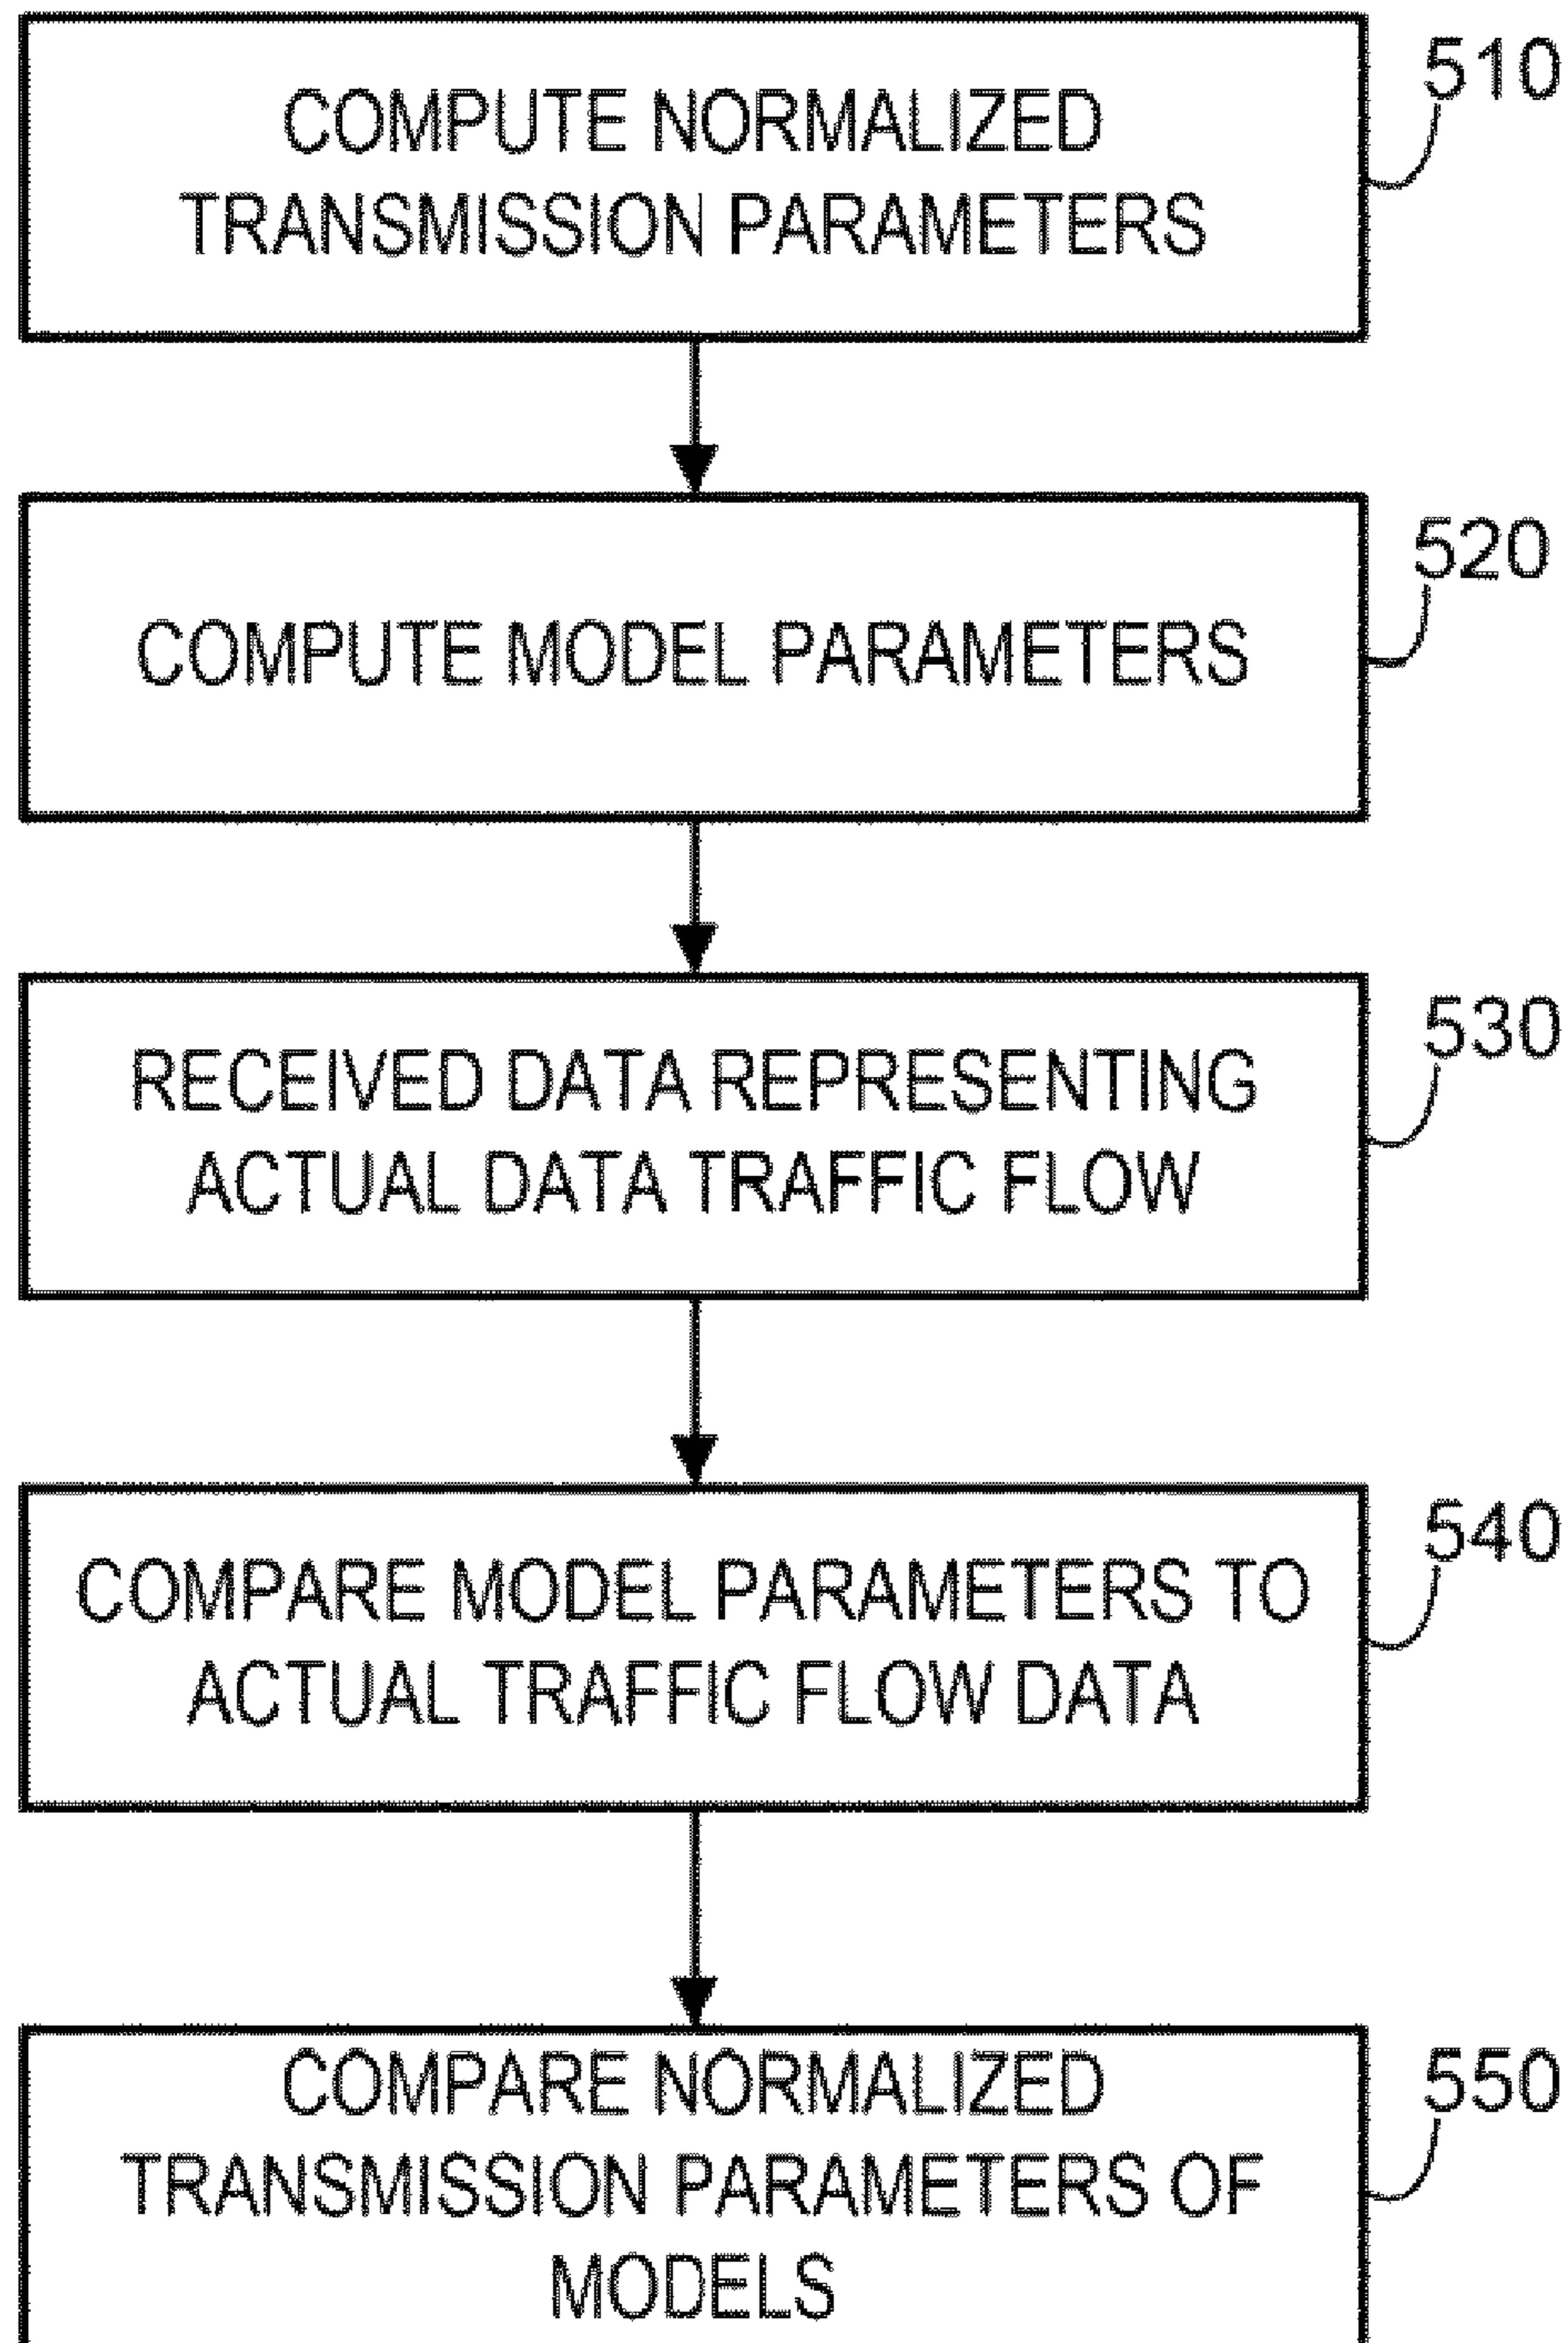 510
COMPUTE NORMALIZED
TRANSMISSION PARAMETERS
520
COMPUTE MODEL PARAMETERS
530
RECEIVED DATA REPRESENTING
ACTUAL DATA TRAFFIC FLOW
540
COMPARE MODEL PARAMETERS TO
ACTUAL TRAFFIC FLOW DATA
550
COMPARE NORMALIZED
TRANSMISSION PARAMETERS OF
MODELS